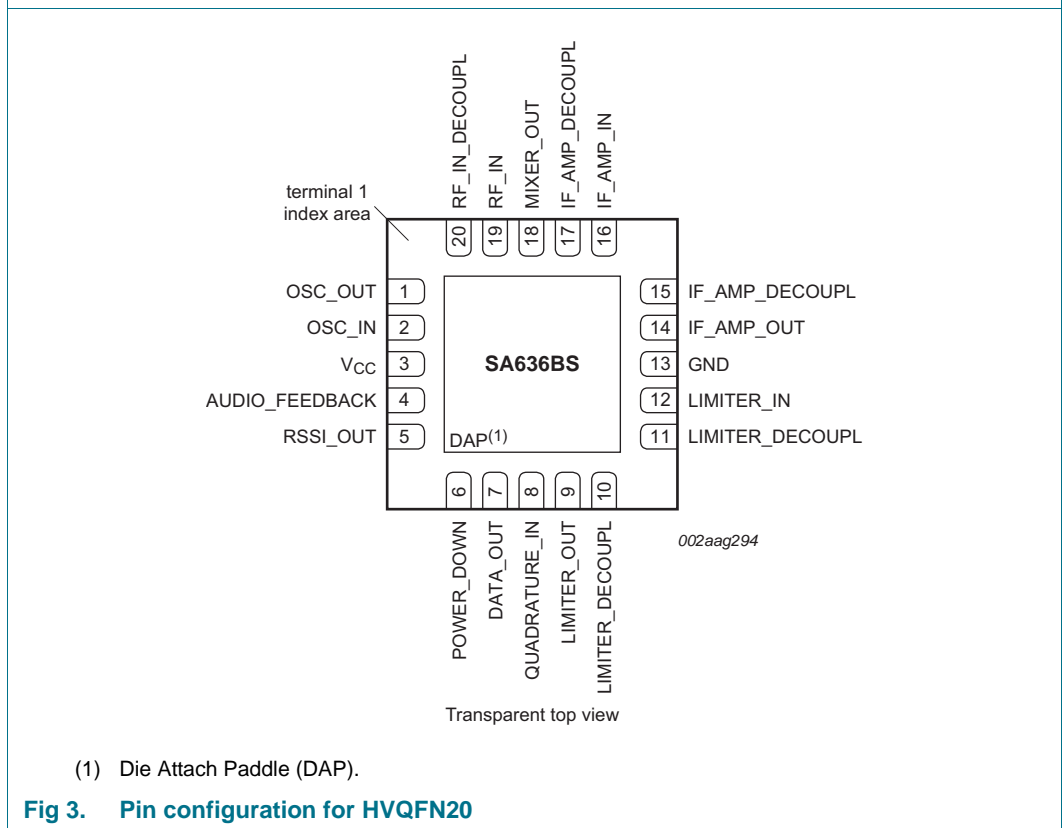 RF_IN_DECOUPL
RF_IN
MIXER_OUT
IF_AMP_DECOUPL
IF_AMP_IN
terminal 1
index area
20 19 18 17 16
OSC_OUT 1
OSC_IN 2
VCC 3
AUDIO_FEEDBACK 4
RSSI_OUT 5
SA636BS
DAP(1)
15 IF_AMP_DECOUPL
14 IF_AMP_OUT
13 GND
12 LIMITER_IN
11 LIMITER_DECOUPL
6 7 8 9 10
POWER_DOWN
DATA_OUT
QUADRATURE_IN
LIMITER_OUT
LIMITER_DECOUPL
002aag294
Transparent top view
(1) Die Attach Paddle (DAP).
Fig 3. Pin configuration for HVQFN20